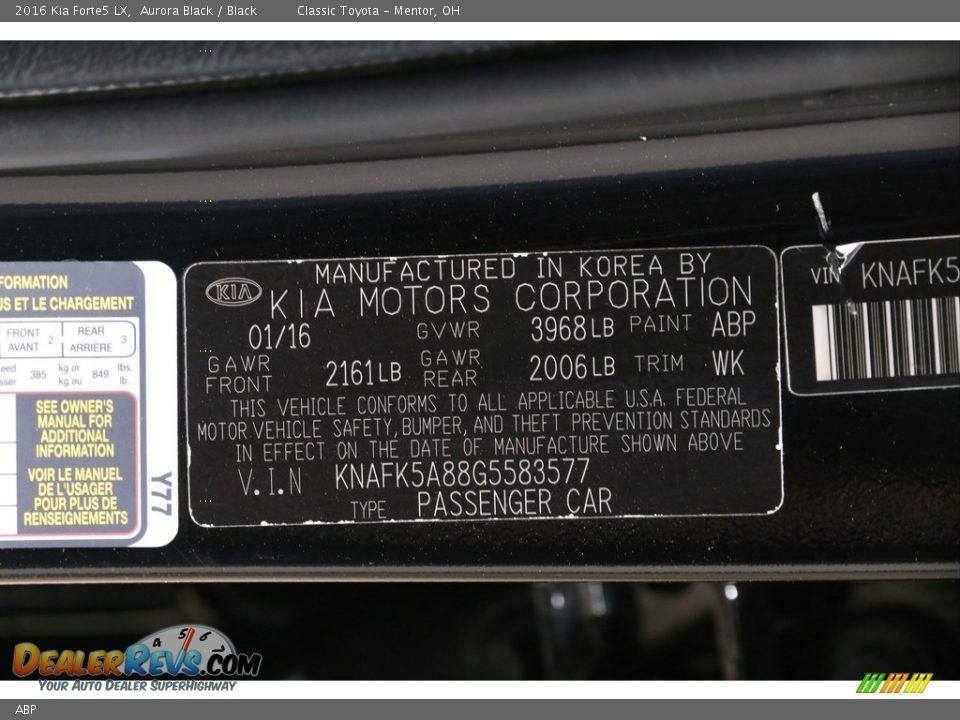 2016 Kia Forte5 LX, Aurora Black / Black Classic Toyota - Mentor, OH
FORMATION
US ET LE CHARGEMENT
FRONT AVANT 2 REAR ARRIÈRE 3
385 kg or kg ou 849 lbs. lb.
SEE OWNER'S
MANUAL FOR
ADDITIONAL
INFORMATION
VOIR LE MANUEL
DE L'USAGER
POUR PLUS DE
RENSEIGNEMENTS
Y77
KIA
MANUFACTURED IN KOREA BY
KIA MOTORS CORPORATION
01/16 GVWR 3968LB PAINT ABP
GAWR FRONT 2161LB GAWR REAR 2006LB TRIM WK
THIS VEHICLE CONFORMS TO ALL APPLICABLE U.S.A. FEDERAL
MOTOR VEHICLE SAFETY, BUMPER, AND THEFT PREVENTION STANDARDS
IN EFFECT ON THE DATE OF MANUFACTURE SHOWN ABOVE
V.I.N KNAFK5A88G5583577
TYPE PASSENGER CAR
VIN KNAFK5
4 5 6
DEALERREVS.COM
YOUR AUTO DEALER SUPERHIGHWAY
ABP